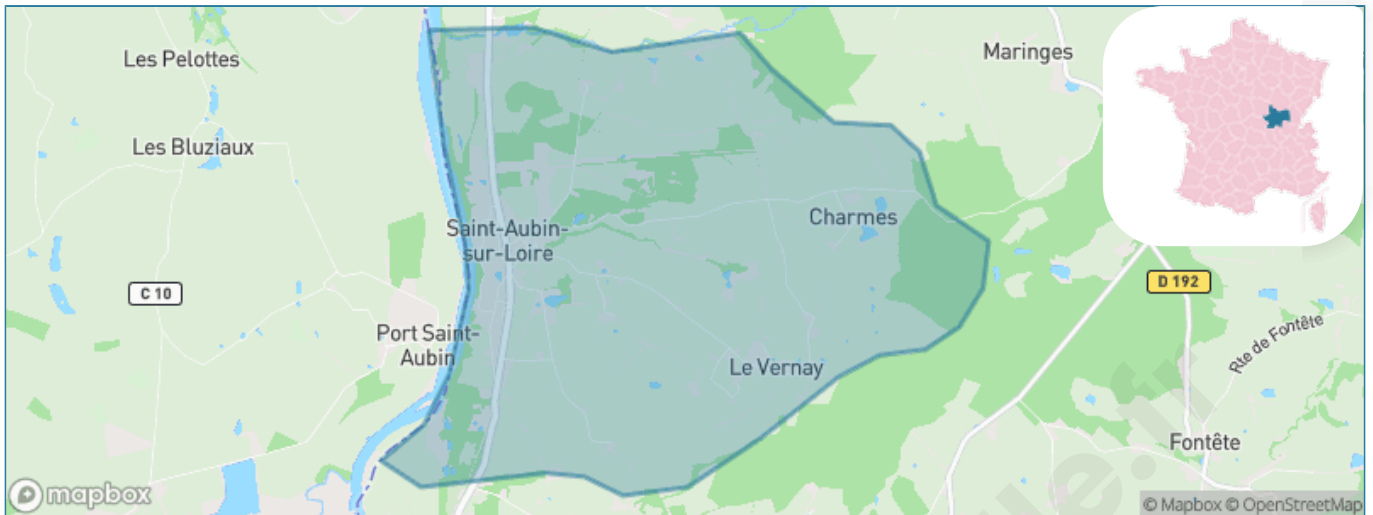 Les Pelottes
Maringes
Les Bluziaux
Saint-Aubin-
sur-Loire
Charmes
C 10
D 192
Port Saint-
Aubin
Rte de Fontête
Le Vernay
Fontête
mapbox
© Mapbox © OpenStreetMap